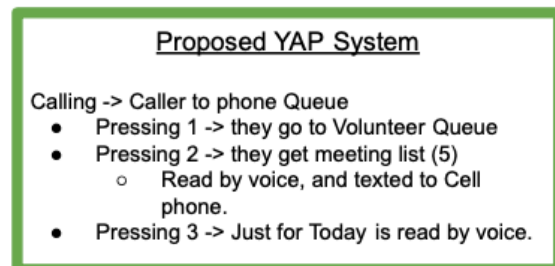 Proposed YAP System
Calling -> Caller to phone Queue
● Pressing 1 -> they go to Volunteer Queue
● Pressing 2 -> they get meeting list (5)
○ Read by voice, and texted to Cell
phone.
● Pressing 3 -> Just for Today is read by voice.